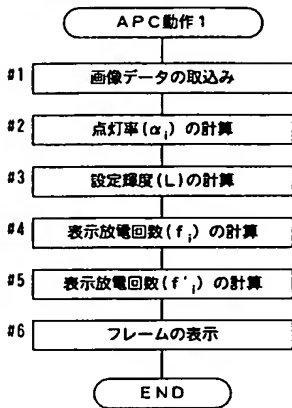 APC動作1
#1 画像データの取込み
#2 点灯率(αi)の計算
#3 設定輝度(L)の計算
#4 表示放電回数(fi)の計算
#5 表示放電回数(f'i)の計算
#6 フレームの表示
END